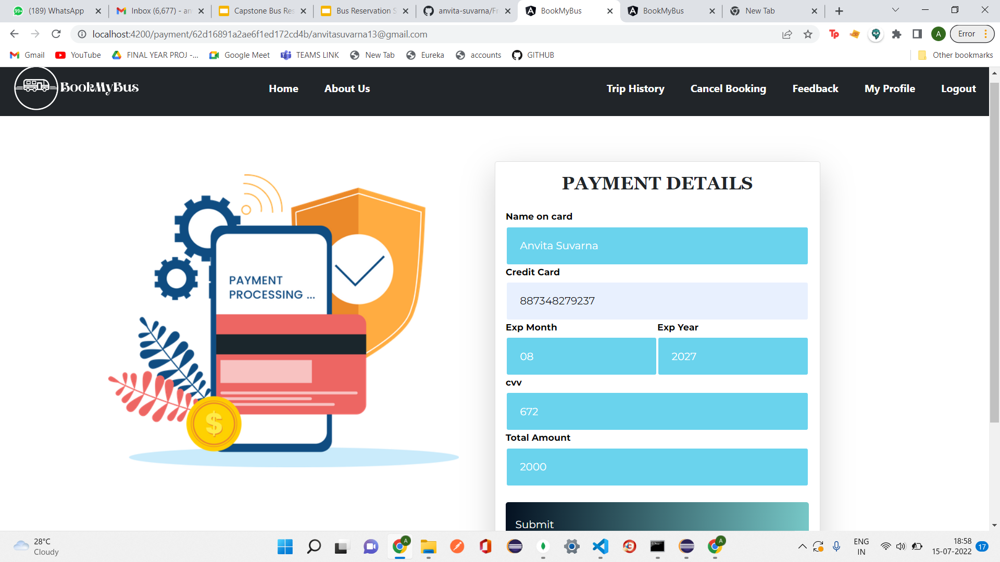 (189) WhatsApp
Inbox (6,677) - an
Capstone Bus Res
Bus Reservation S
anvita-suvarna/Fr
BookMyBus
BookMyBus
New Tab
localhost:4200/payment/62d16891a2ae6f1ed172cd4b/anvitasuvarna13@gmail.com
Tp
A
Error
Gmail
YouTube
FINAL YEAR PROJ -...
Google Meet
TEAMS LINK
New Tab
Eureka
accounts
GITHUB
Other bookmarks
BookMyBus
Home
About Us
Trip History
Cancel Booking
Feedback
My Profile
Logout
PAYMENT
PROCESSING ...
$
PAYMENT DETAILS
Name on card
Anvita Suvarna
Credit Card
887348279237
Exp Month
Exp Year
08
2027
cvv
672
Total Amount
2000
Submit
28°C
Cloudy
ENG
IN
18:58
15-07-2022
17